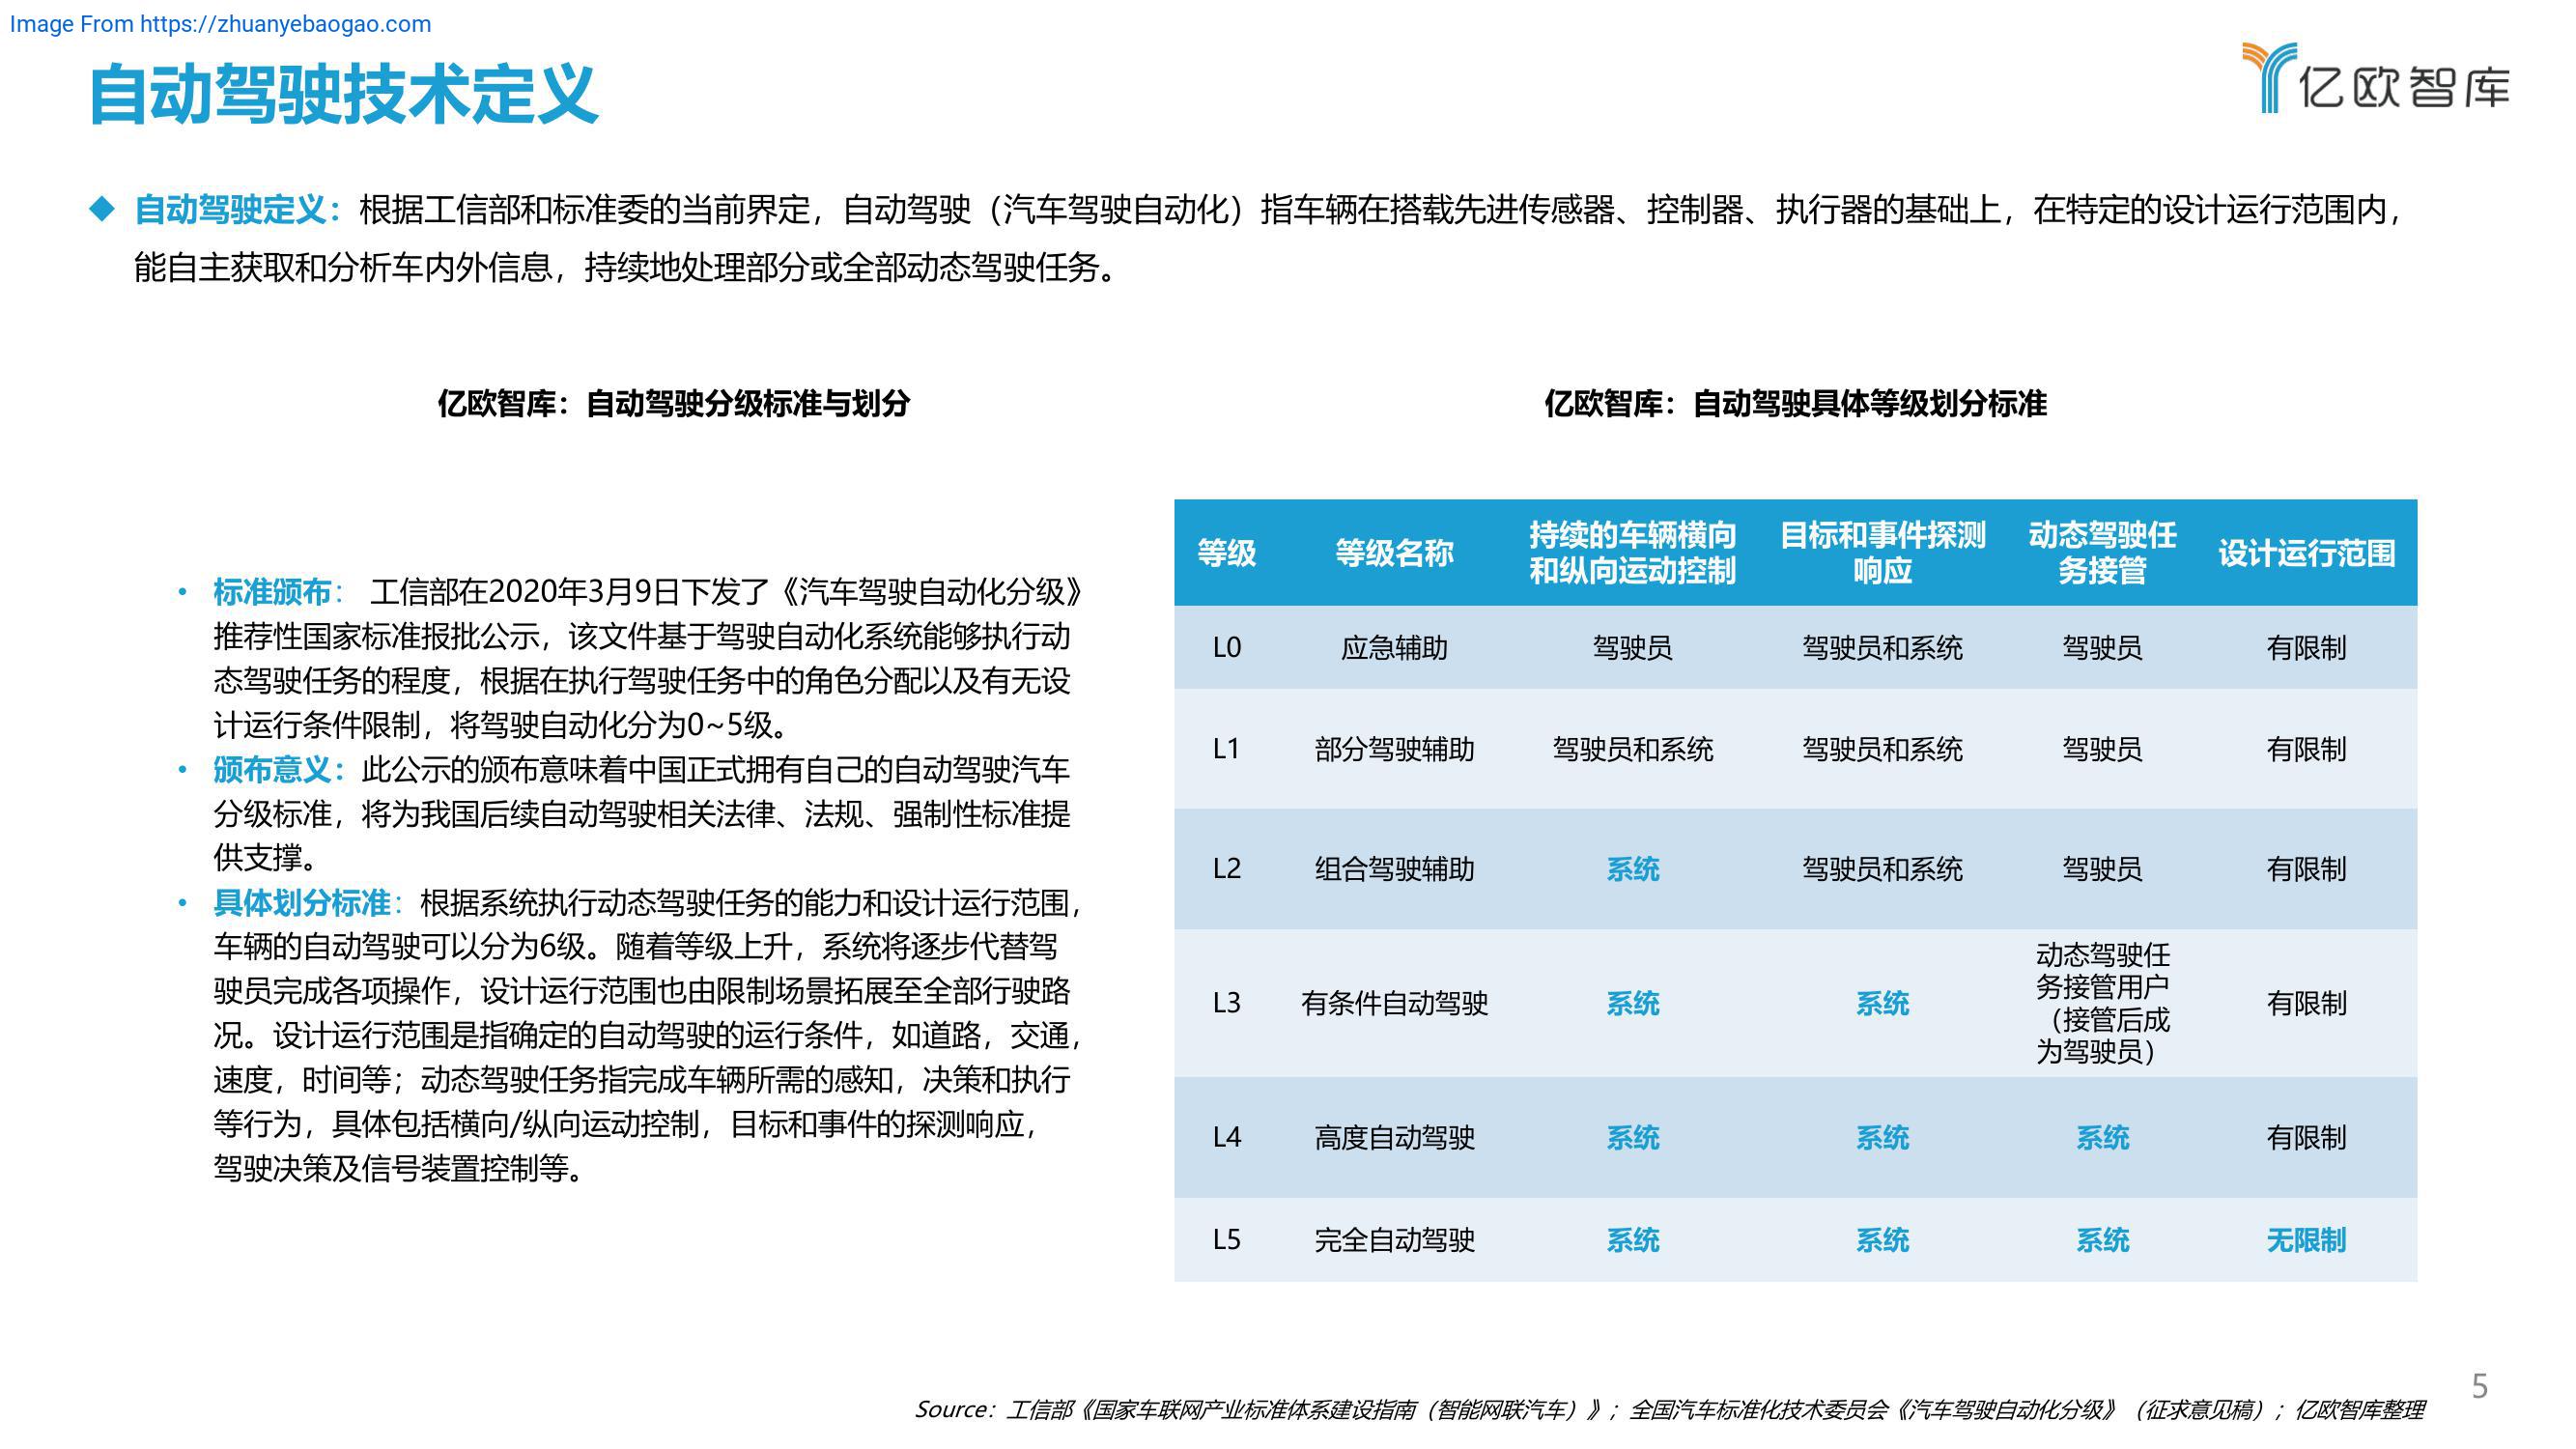 Image From https://zhuanyebaogao.com
自动驾驶技术定义
亿欧智库
◆ 自动驾驶定义：根据工信部和标准委的当前界定，自动驾驶（汽车驾驶自动化）指车辆在搭载先进传感器、控制器、执行器的基础上，在特定的设计运行范围内，
能自主获取和分析车内外信息，持续地处理部分或全部动态驾驶任务。
亿欧智库：自动驾驶分级标准与划分
• 标准颁布： 工信部在2020年3月9日下发了《汽车驾驶自动化分级》
推荐性国家标准报批公示，该文件基于驾驶自动化系统能够执行动
态驾驶任务的程度，根据在执行驾驶任务中的角色分配以及有无设
计运行条件限制，将驾驶自动化分为0~5级。
• 颁布意义：此公示的颁布意味着中国正式拥有自己的自动驾驶汽车
分级标准，将为我国后续自动驾驶相关法律、法规、强制性标准提
供支撑。
• 具体划分标准：根据系统执行动态驾驶任务的能力和设计运行范围，
车辆的自动驾驶可以分为6级。随着等级上升，系统将逐步代替驾
驶员完成各项操作，设计运行范围也由限制场景拓展至全部行驶路
况。设计运行范围是指确定的自动驾驶的运行条件，如道路，交通，
速度，时间等；动态驾驶任务指完成车辆所需的感知，决策和执行
等行为，具体包括横向/纵向运动控制，目标和事件的探测响应，
驾驶决策及信号装置控制等。
亿欧智库：自动驾驶具体等级划分标准
等级 等级名称 持续的车辆横向 目标和事件探测 动态驾驶任 设计运行范围
和纵向运动控制 响应 务接管
L0 应急辅助 驾驶员 驾驶员和系统 驾驶员 有限制
L1 部分驾驶辅助 驾驶员和系统 驾驶员和系统 驾驶员 有限制
L2 组合驾驶辅助 系统 驾驶员和系统 驾驶员 有限制
L3 有条件自动驾驶 系统 系统 动态驾驶任 有限制
务接管用户
（接管后成
为驾驶员）
L4 高度自动驾驶 系统 系统 系统 有限制
L5 完全自动驾驶 系统 系统 系统 无限制
5
Source：工信部《国家车联网产业标准体系建设指南（智能网联汽车）》；全国汽车标准化技术委员会《汽车驾驶自动化分级》（征求意见稿）；亿欧智库整理